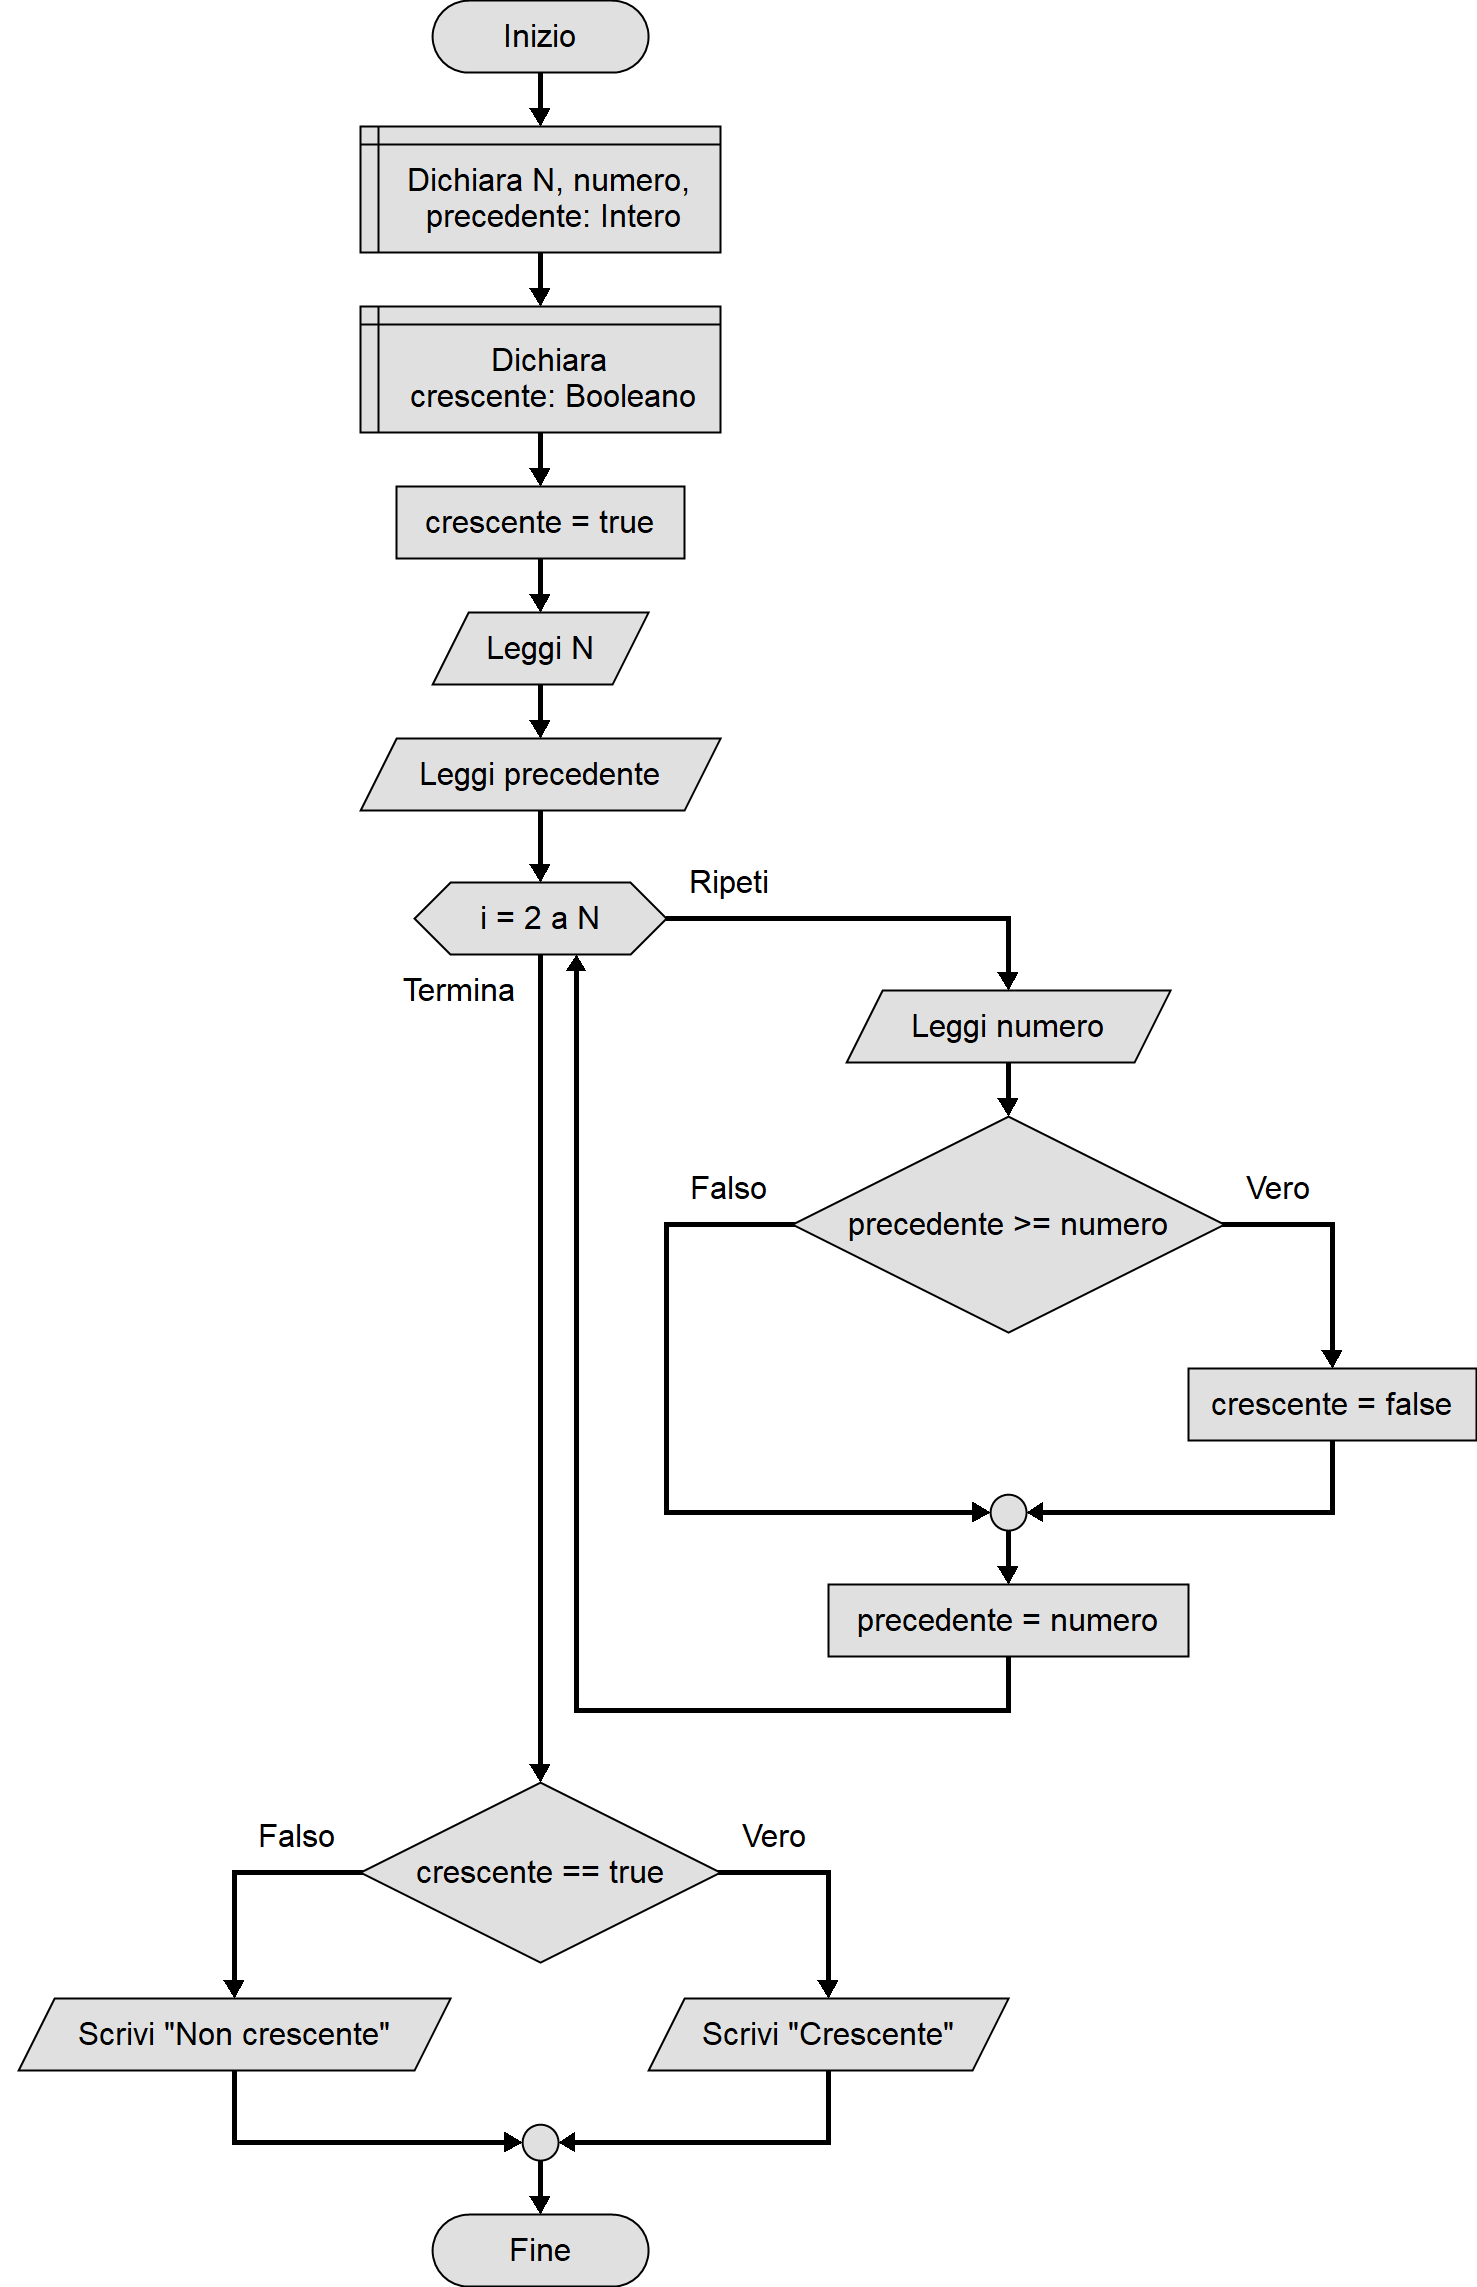 Inizio
Dichiara N, numero,
precedente: Intero
Dichiara
crescente: Booleano
crescente = true
Leggi N
Leggi precedente
i = 2 a N
Ripeti
Termina
Leggi numero
precedente >= numero
Falso
Vero
crescente = false
precedente = numero
crescente == true
Falso
Vero
Scrivi "Non crescente"
Scrivi "Crescente"
Fine